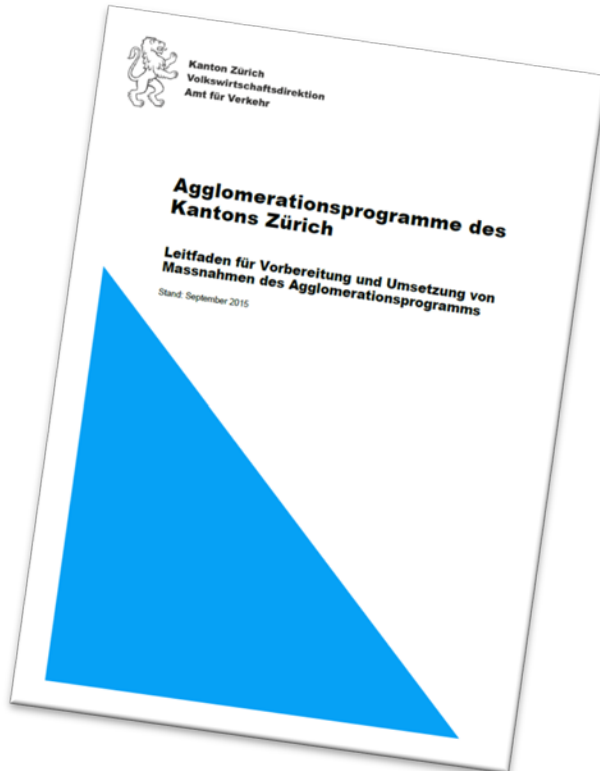 Kanton Zürich
Volkswirtschaftsdirektion
Amt für Verkehr
Agglomerationsprogramme des
Kantons Zürich
Leitfaden für Vorbereitung und Umsetzung von
Massnahmen des Agglomerationsprogramms
Stand: September 2015